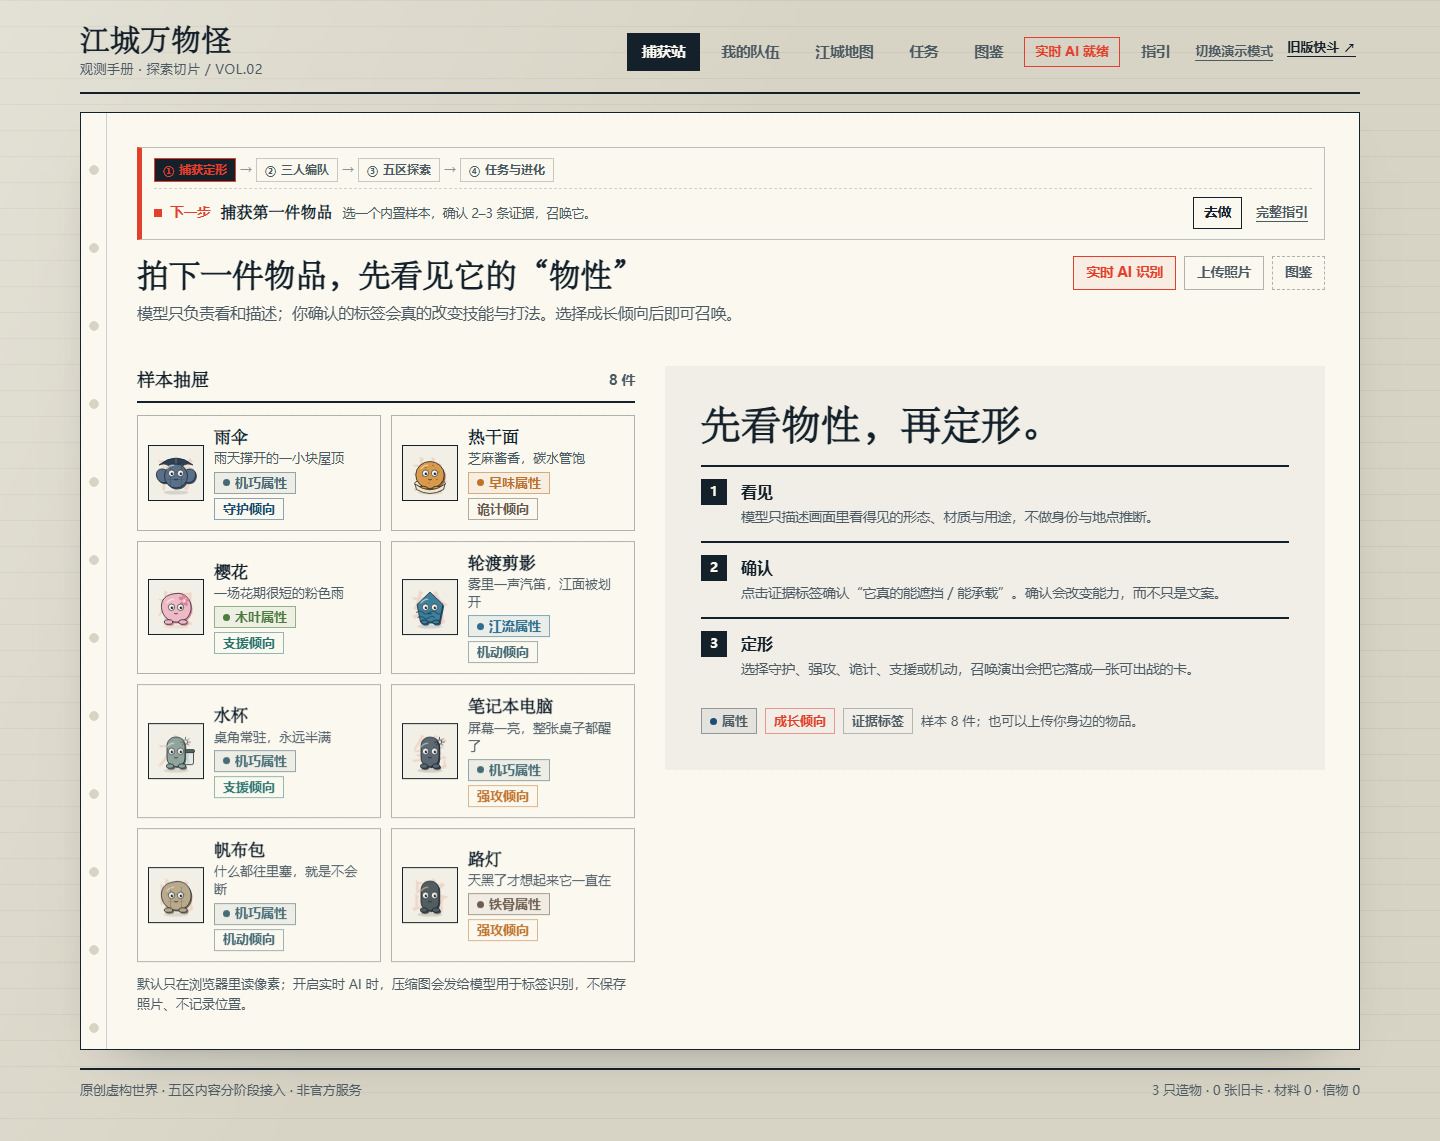 江城万物怪
观测手册 · 探索切片 / VOL.02
捕获站 我的队伍 江城地图 任务 图鉴 实时 AI 就绪 指引 切换演示模式 旧版快斗 ↗
① 捕获定形 → ② 三人编队 → ③ 五区探索 → ④ 任务与进化
下一步 捕获第一件物品 选一个内置样本，确认 2–3 条证据，召唤它。 去做 完整指引
拍下一件物品，先看见它的“物性”
实时 AI 识别 上传照片 图鉴
模型只负责看和描述；你确认的标签会真的改变技能与打法。选择成长倾向后即可召唤。
样本抽屉 8 件
雨伞
雨天撑开的一小块屋顶
机巧属性
守护倾向
热干面
芝麻酱香，碳水管饱
早味属性
诡计倾向
樱花
一场花期很短的粉色雨
木叶属性
支援倾向
轮渡剪影
雾里一声汽笛，江面被划
开
江流属性
机动倾向
水杯
桌角常驻，永远半满
机巧属性
支援倾向
笔记本电脑
屏幕一亮，整张桌子都醒
了
机巧属性
强攻倾向
帆布包
什么都往里塞，就是不会
断
机巧属性
机动倾向
路灯
天黑了才想起来它一直在
铁骨属性
强攻倾向
默认只在浏览器里读像素；开启实时 AI 时，压缩图会发给模型用于标签识别，不保存
照片、不记录位置。
先看物性，再定形。
1 看见
模型只描述画面里看得见的形态、材质与用途，不做身份与地点推断。
2 确认
点击证据标签确认“它真的能遮挡 / 能承载”。确认会改变能力，而不只是文案。
3 定形
选择守护、强攻、诡计、支援或机动，召唤演出会把它落成一张可出战的卡。
属性 成长倾向 证据标签 样本 8 件；也可以上传你身边的物品。
原创虚构世界 · 五区内容分阶段接入 · 非官方服务
3 只造物 · 0 张旧卡 · 材料 0 · 信物 0